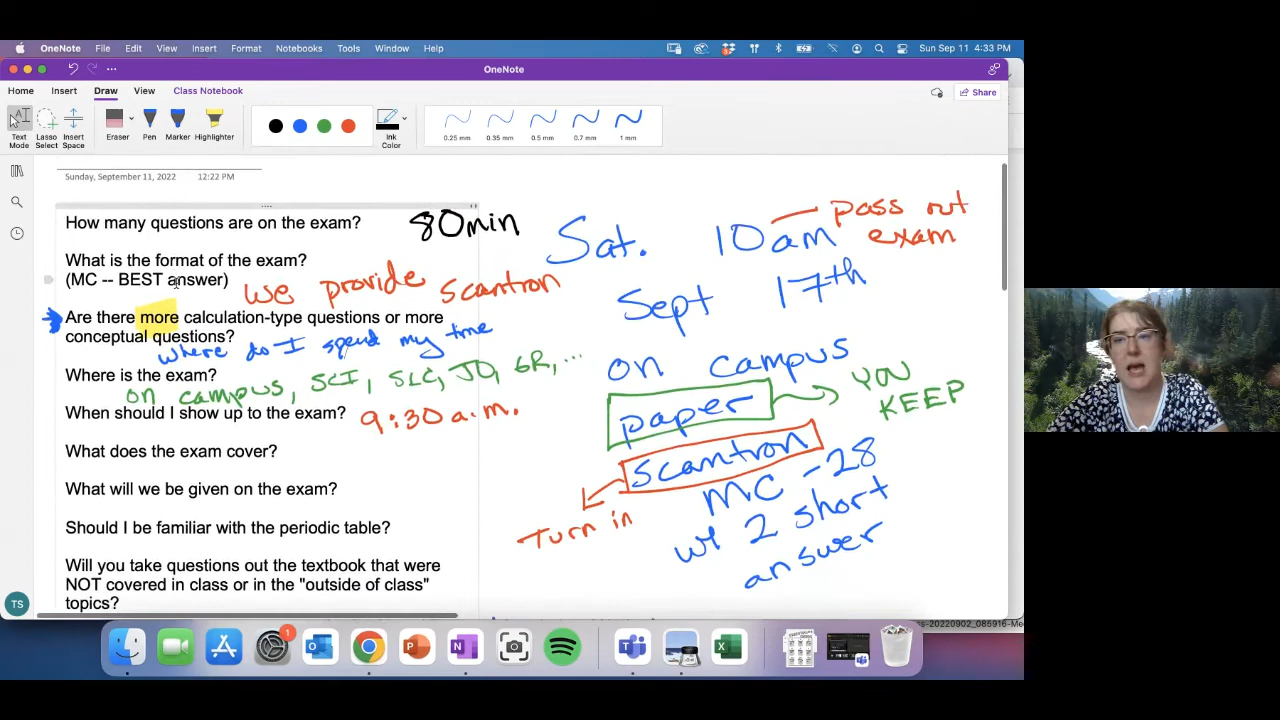 OneNote File Edit View Insert Format Notebooks Tools Window Help
Sun Sep 11 4:33 PM
OneNote
Home Insert Draw View Class Notebook
Share
Text Mode
Lasso Select
Insert Space
Eraser
Pen
Marker
Highlighter
Ink Color
0.25 mm 0.35 mm 0.5 mm 0.7 mm 1 mm
Sunday, September 11, 2022 12:22 PM
How many questions are on the exam?
80min
What is the format of the exam?
(MC -- BEST answer)
we provide scantron
Are there more calculation-type questions or more
conceptual questions?
where do I spend my time
Where is the exam?
on campus, SCI, SLC, JO, GR, ...
When should I show up to the exam?
9:30 a.m.
What does the exam cover?
What will we be given on the exam?
Should I be familiar with the periodic table?
Will you take questions out the textbook that were
NOT covered in class or in the "outside of class"
topics?
Sat. 10am
pass out
exam
Sept 17th
on campus
paper
YOU
KEEP
scantron
Turn in
MC - 28
w/ 2 short
answer
TS
1